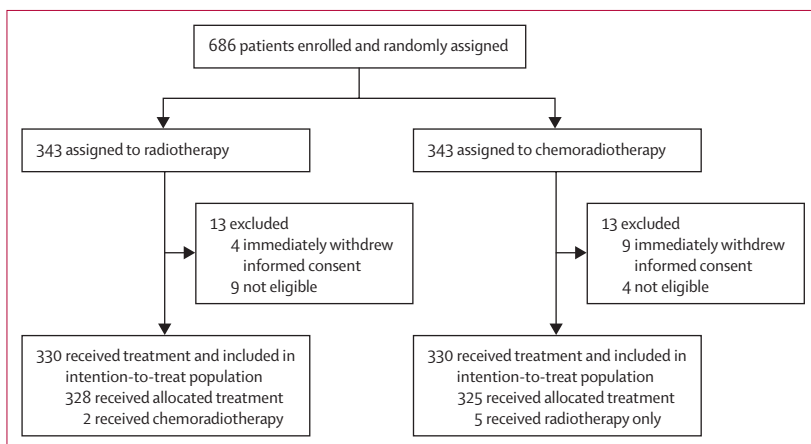 686 patients enrolled and randomly assigned
343 assigned to radiotherapy
343 assigned to chemoradiotherapy
13 excluded
4 immediately withdrew
informed consent
9 not eligible
13 excluded
9 immediately withdrew
informed consent
4 not eligible
330 received treatment and included in
intention-to-treat population
328 received allocated treatment
2 received chemoradiotherapy
330 received treatment and included in
intention-to-treat population
325 received allocated treatment
5 received radiotherapy only